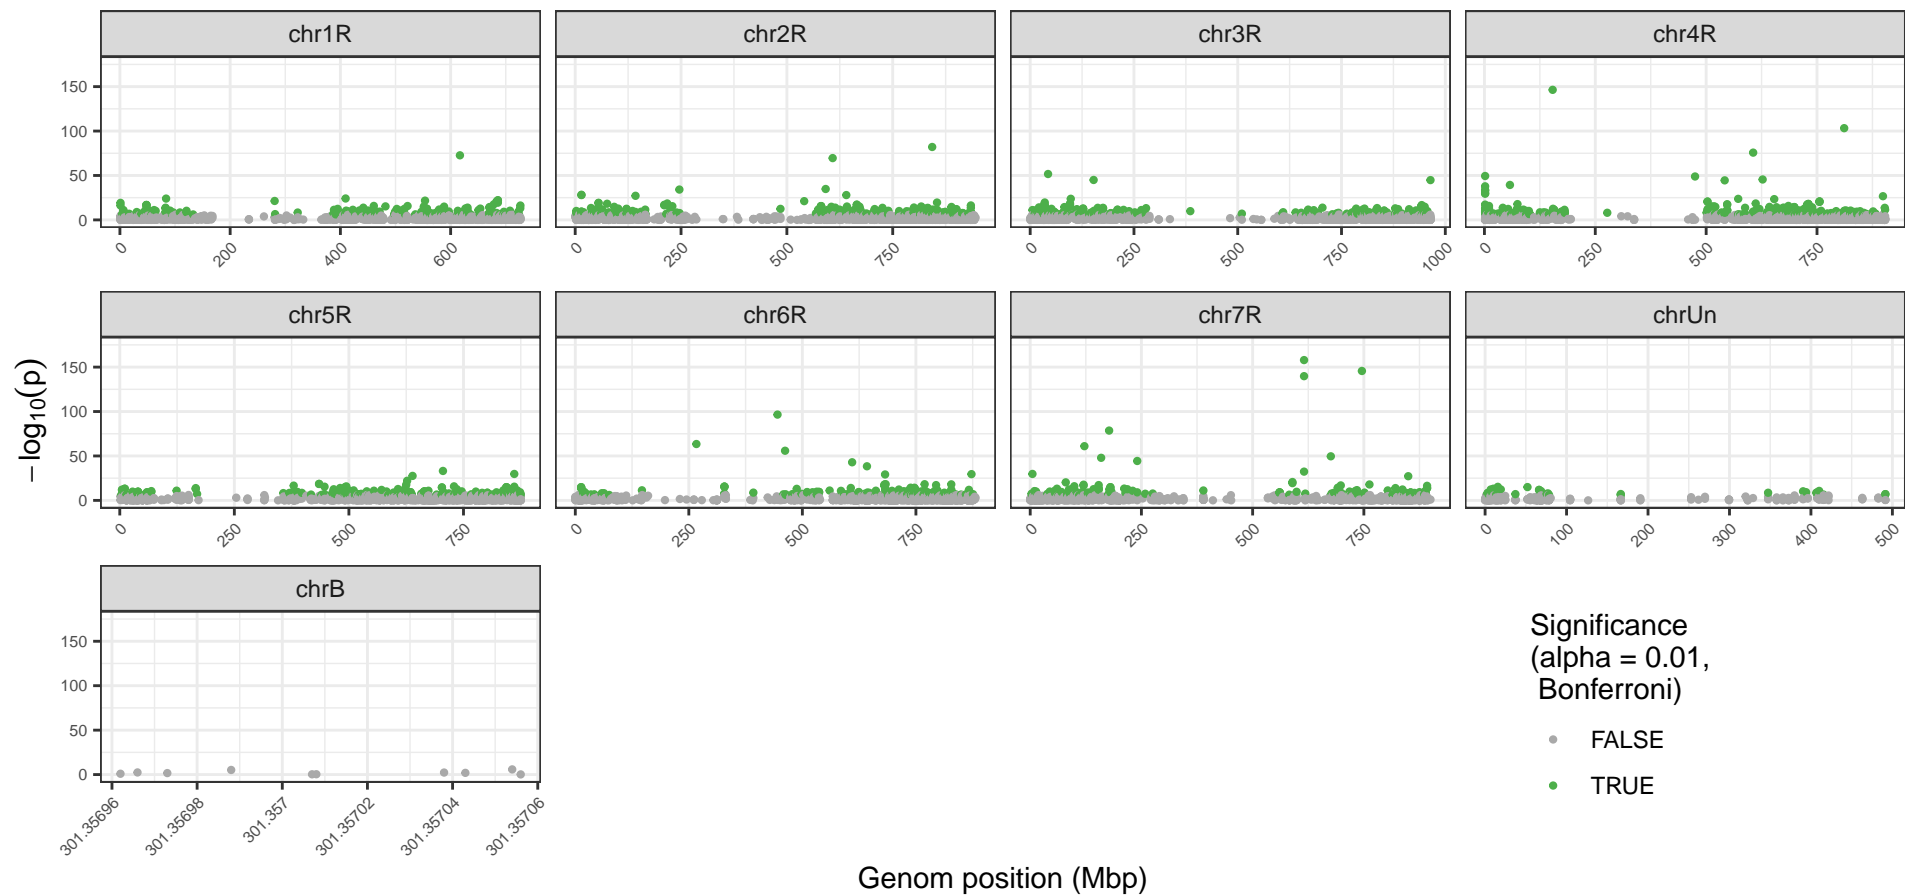 chr1R chr2R chr3R chr4R
150
100
50
0
0 200 400 600
0 250 500 750
0 250 500 750 1000
0 250 500 750
chr5R chr6R chr7R chrUn
150
100
50
0
0 250 500 750
0 250 500 750
0 250 500 750
0 100 200 300 400 500
−log10(p)
chrB
150
100
50
0
301.35696 301.35698 301.357 301.35702 301.35704 301.35706
Significance
(alpha = 0.01,
Bonferroni)
FALSE
TRUE
Genom position (Mbp)